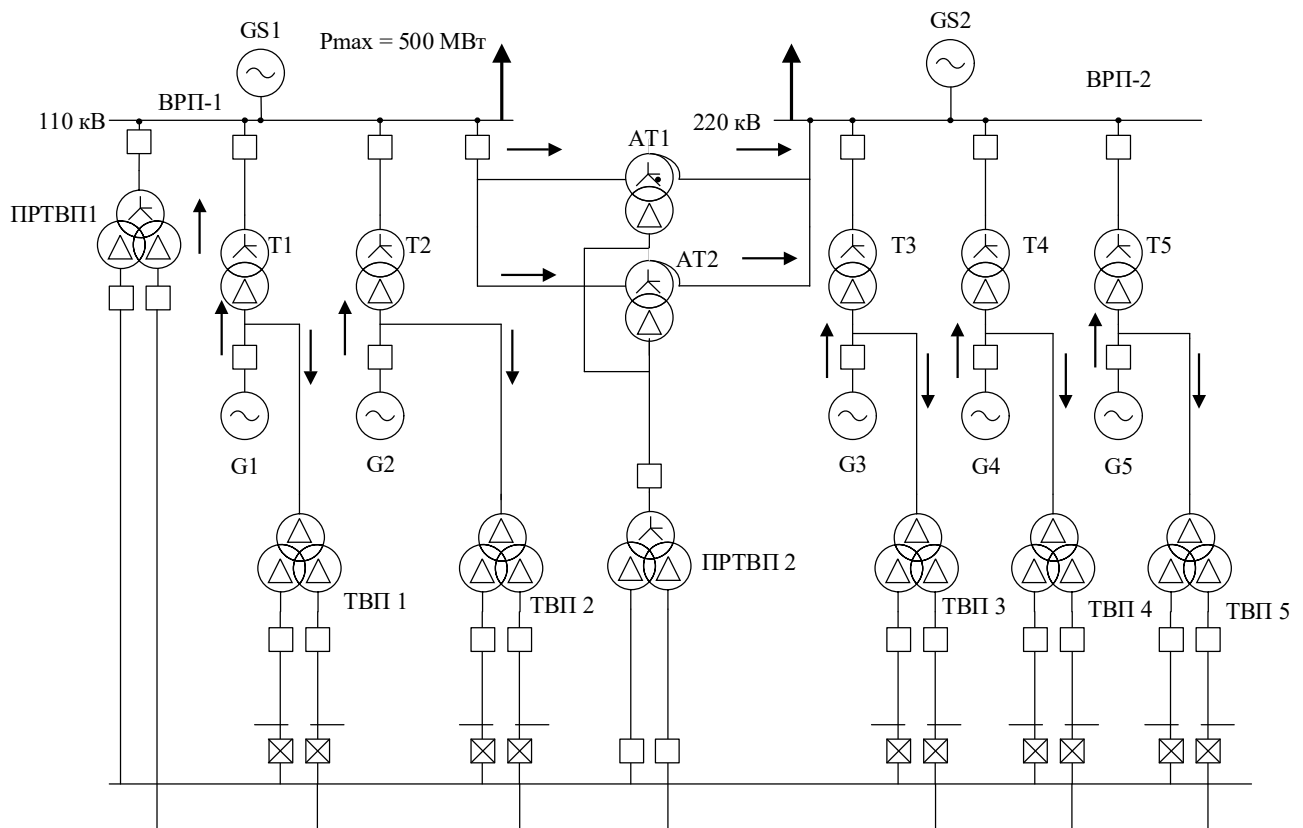 GS1
GS2
Pmax = 500 МВт
ВРП-1
ВРП-2
110 кВ
220 кВ
АТ1
ПРТВП1
Т1
Т2
АТ2
Т3
Т4
Т5
G1
G2
G3
G4
G5
ПРТВП 2
ТВП 1
ТВП 2
ТВП 3
ТВП 4
ТВП 5